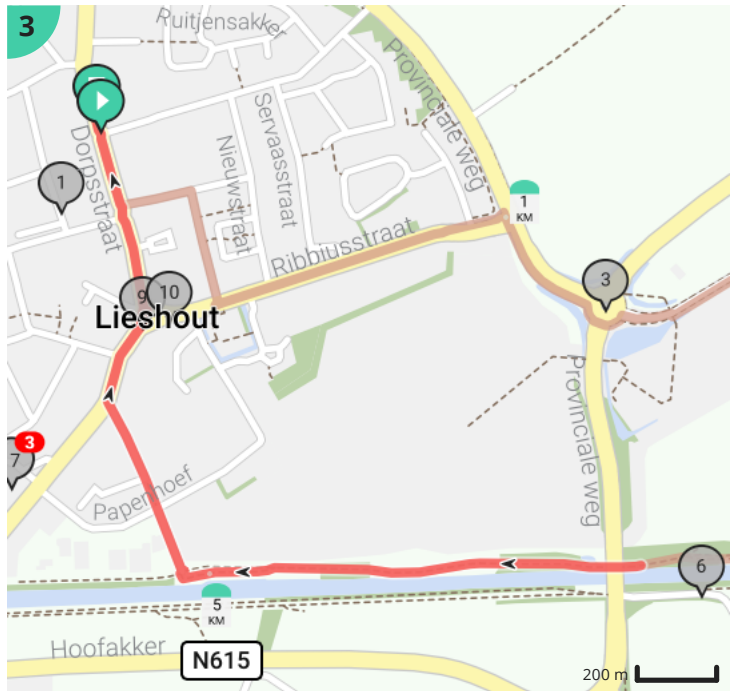 3
Ruitjensakker
Provinciale weg
Dorpsstraat
Nieuwstraat
Servaasstraat
1
1
KM
Ribbiusstraat
3
9
10
Lieshout
Provinciale weg
3
7
Papenhoef
6
5
KM
Hoofakker
N615
200 m